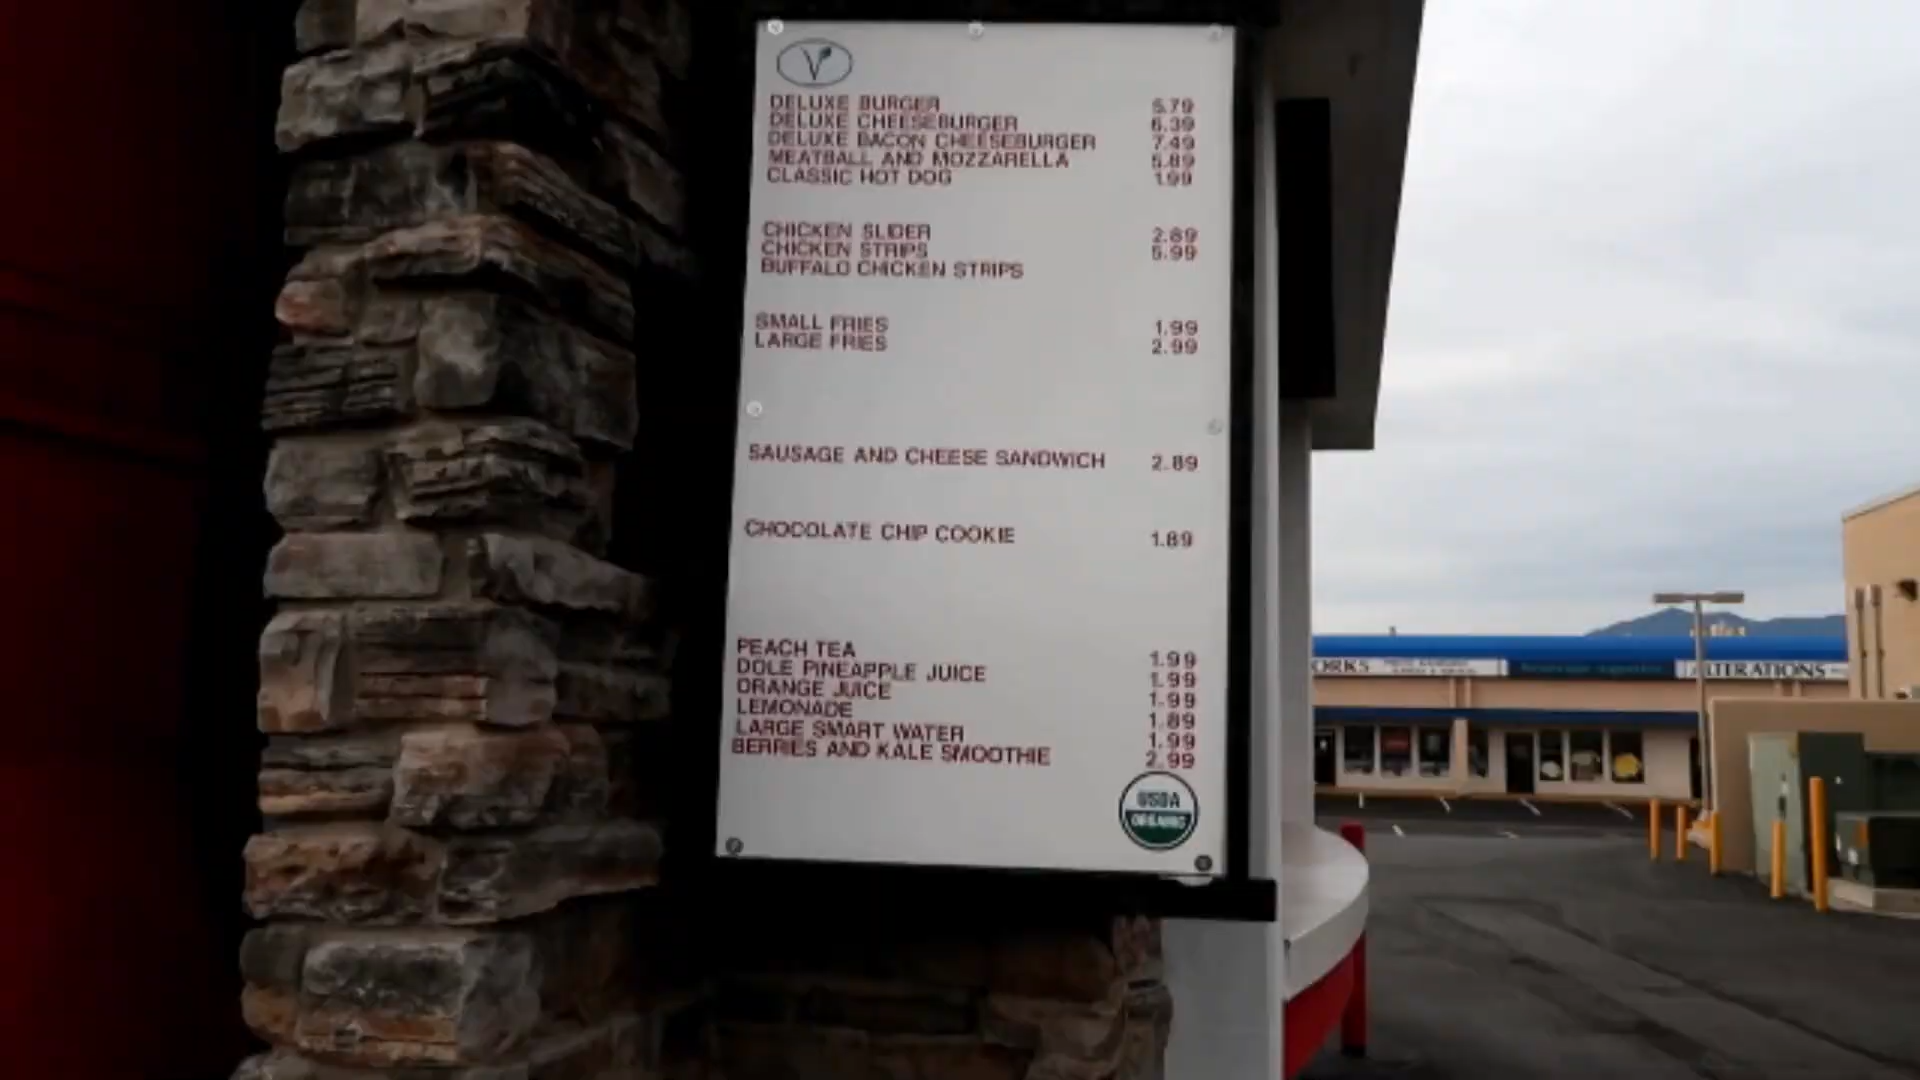 V
DELUXE BURGER 5.79
DELUXE CHEESEBURGER 6.39
DELUXE BACON CHEESEBURGER 7.49
MEATBALL AND MOZZARELLA 5.89
CLASSIC HOT DOG 1.99
CHICKEN SLIDER 2.89
CHICKEN STRIPS 5.99
BUFFALO CHICKEN STRIPS
SMALL FRIES 1.99
LARGE FRIES 2.99
SAUSAGE AND CHEESE SANDWICH 2.89
CHOCOLATE CHIP COOKIE 1.89
PEACH TEA 1.99
DOLE PINEAPPLE JUICE 1.99
ORANGE JUICE 1.99
LEMONADE 1.89
LARGE SMART WATER 1.99
BERRIES AND KALE SMOOTHIE 2.99
USDA
ORGANIC
ORKS
ALTERATIONS